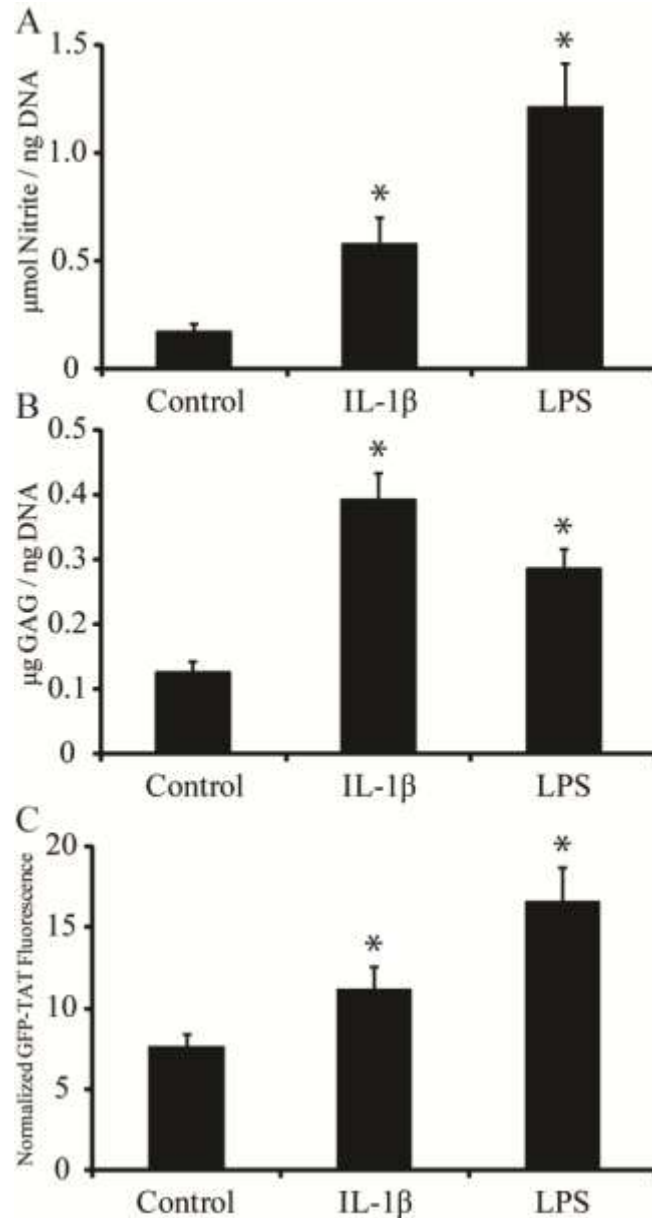 A
µmol Nitrite / ng DNA
1.5
1.0
0.5
0
*
*
Control IL-1β LPS
B
µg GAG / ng DNA
0.5
0.4
0.3
0.2
0.1
0
*
*
Control IL-1β LPS
C
Normalized GFP-TAT Fluorescence
20
15
10
5
0
*
*
Control IL-1β LPS